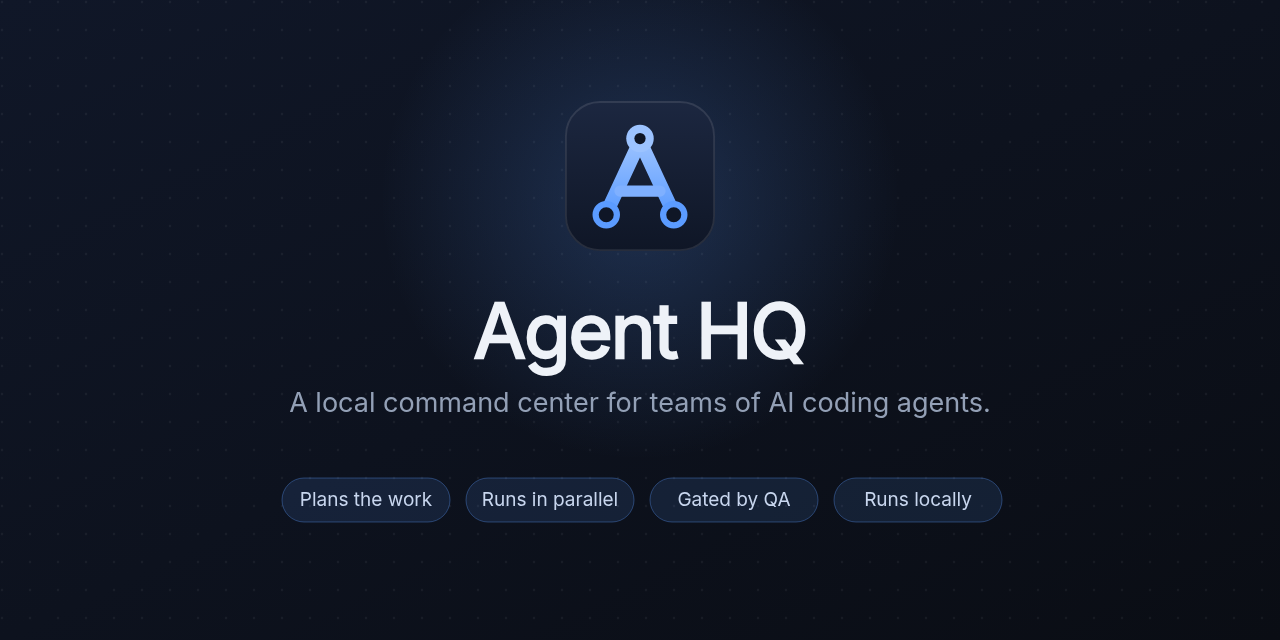 Agent HQ
A local command center for teams of AI coding agents.
Plans the work
Runs in parallel
Gated by QA
Runs locally